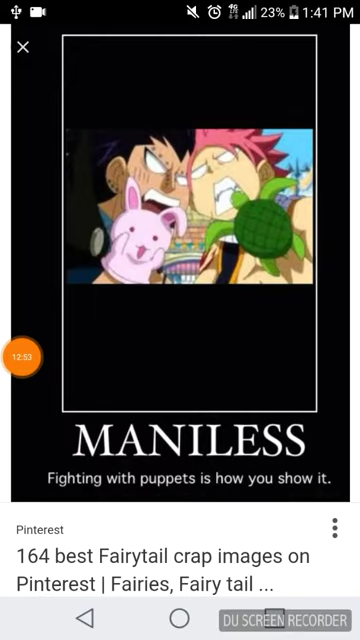 4G
23% 1:41 PM
12:53
MANILESS
Fighting with puppets is how you show it.
Pinterest
164 best Fairytail crap images on
Pinterest | Fairies, Fairy tail ...
DU SCREEN RECORDER